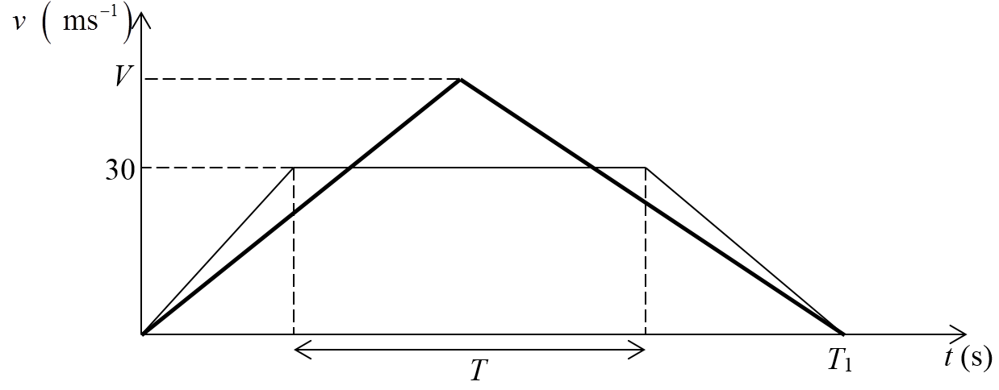 v ( ms⁻¹)
V
30
T
T₁
t (s)